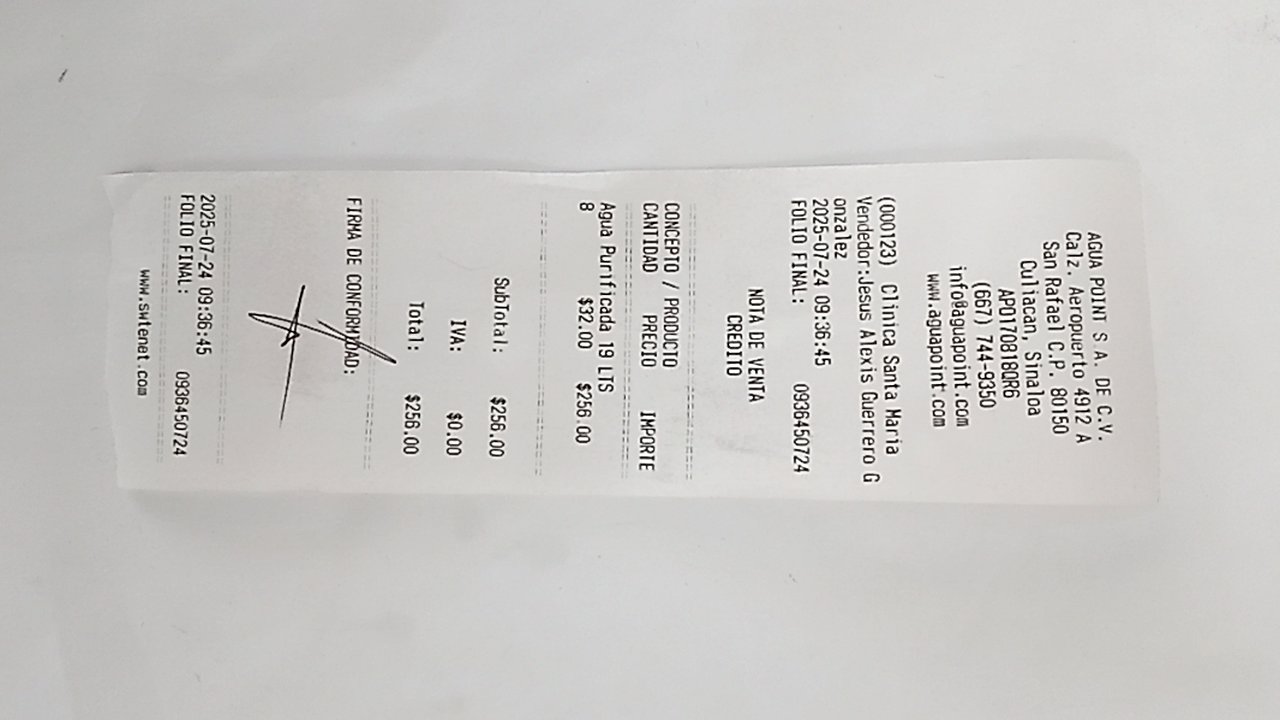 AGUA POINT S A. DE C.V.
Calz. Aeropuerto 4912 A
San Rafael C.P. 80150
Culiacan, Sinaloa
APO170818QR6
(667) 744-9350
info@aguapoint.com
www.aguapoint.com
(000123) Clinica Santa Maria
Vendedor:Jesus Alexis Guerrero G
onzalez
2025-07-24 09:36:45
FOLIO FINAL: 0936450724
NOTA DE VENTA
CREDITO
CONCEPTO / PRODUCTO
CANTIDAD PRECIO IMPORTE
Agua Purificada 19 LTS
8 $32.00 $256.00
SubTotal: $256.00
IVA: $0.00
Total: $256.00
FIRMA DE CONFORMIDAD:
2025-07-24 09:36:45
FOLIO FINAL: 0936450724
www.swtenet.com